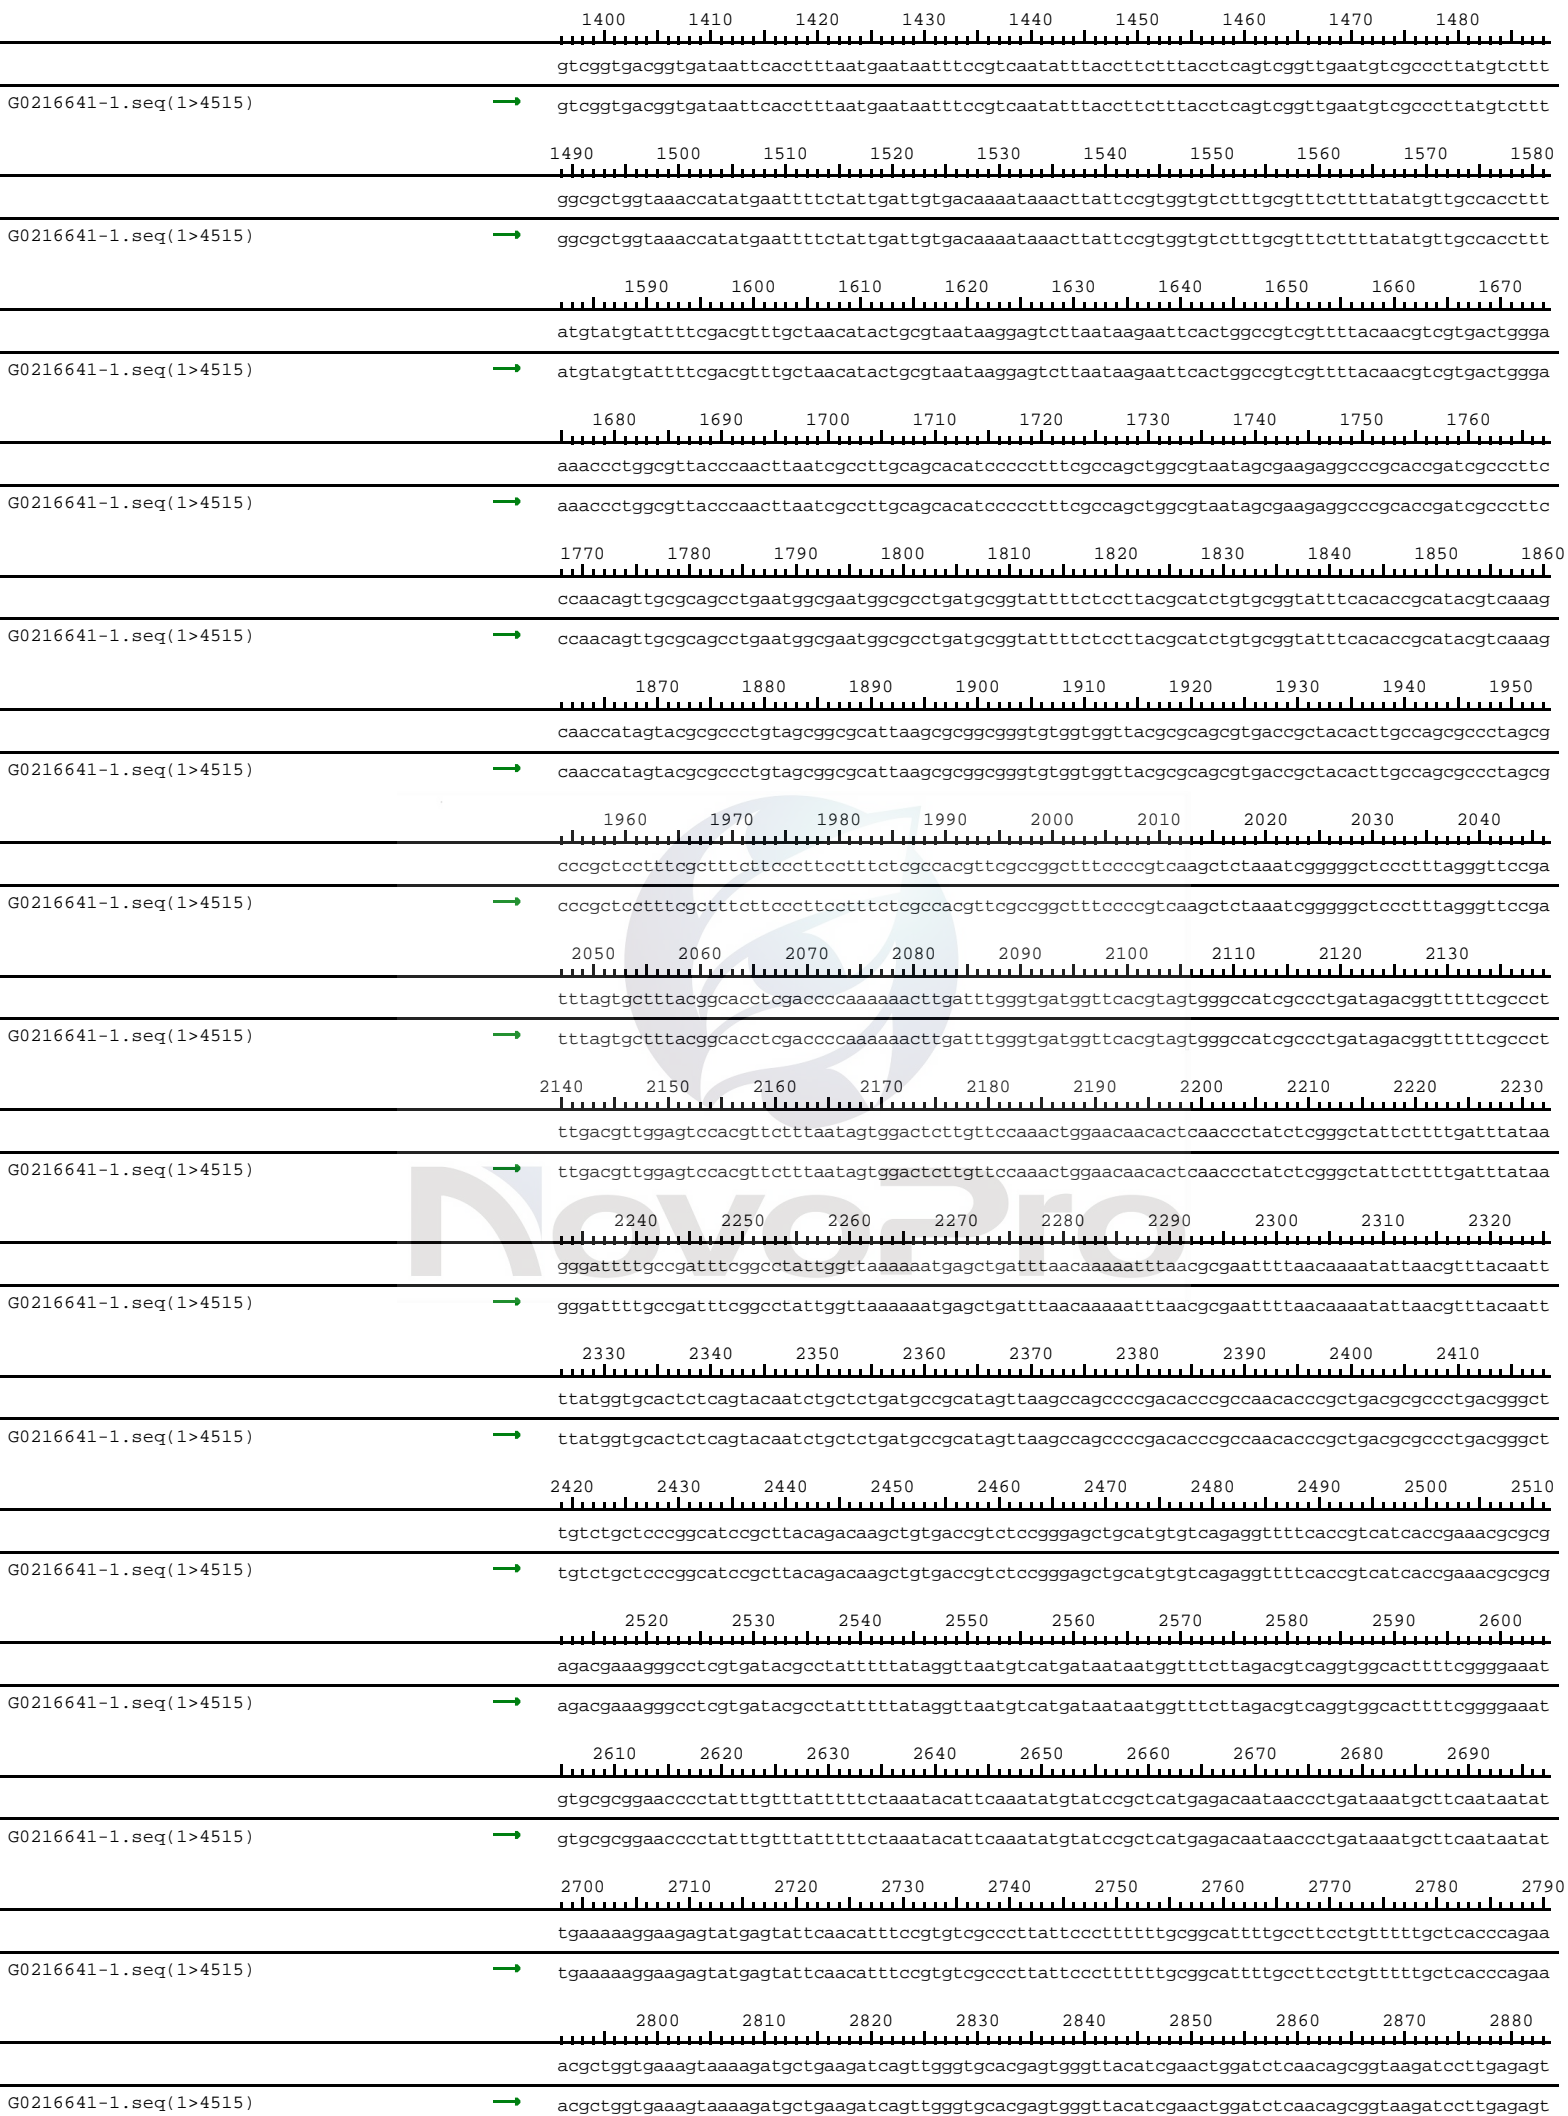 1400 1410 1420 1430 1440 1450 1460 1470 1480
gtcggtgacggtgataattcacctttaatgaataatttccgtcaatatttaccttctttacctcagtcggttgaatgtcgcccttatgtcttt
G0216641-1.seq(1>4515) gtcggtgacggtgataattcacctttaatgaataatttccgtcaatatttaccttctttacctcagtcggttgaatgtcgcccttatgtcttt
1490 1500 1510 1520 1530 1540 1550 1560 1570 1580
ggcgctggtaaaccatatgaattttctattgattgtgacaaaataaacttattccgtggtgtctttgcgtttcttttatatgttgccaccttt
G0216641-1.seq(1>4515) ggcgctggtaaaccatatgaattttctattgattgtgacaaaataaacttattccgtggtgtctttgcgtttcttttatatgttgccaccttt
1590 1600 1610 1620 1630 1640 1650 1660 1670
atgtatgtattttcgacgtttgctaacatactgcgtaataaggagtcttaataagaattcactggccgtcgttttacaacgtcgtgactggga
G0216641-1.seq(1>4515) atgtatgtattttcgacgtttgctaacatactgcgtaataaggagtcttaataagaattcactggccgtcgttttacaacgtcgtgactggga
1680 1690 1700 1710 1720 1730 1740 1750 1760
aaaccctggcgttacccaacttaatcgccttgcagcacatccccctttcgccagctggcgtaatagcgaagaggcccgcaccgatcgcccttc
G0216641-1.seq(1>4515) aaaccctggcgttacccaacttaatcgccttgcagcacatccccctttcgccagctggcgtaatagcgaagaggcccgcaccgatcgcccttc
1770 1780 1790 1800 1810 1820 1830 1840 1850 1860
ccaacagttgcgcagcctgaatggcgaatggcgcctgatgcggtattttctccttacgcatctgtgcggtatttcacaccgcatacgtcaaag
G0216641-1.seq(1>4515) ccaacagttgcgcagcctgaatggcgaatggcgcctgatgcggtattttctccttacgcatctgtgcggtatttcacaccgcatacgtcaaag
1870 1880 1890 1900 1910 1920 1930 1940 1950
caaccatagtacgcgccctgtagcggcgcattaagcgcggcgggtgtggtggttacgcgcagcgtgaccgctacacttgccagcgccctagcg
G0216641-1.seq(1>4515) caaccatagtacgcgccctgtagcggcgcattaagcgcggcgggtgtggtggttacgcgcagcgtgaccgctacacttgccagcgccctagcg
1960 1970 1980 1990 2000 2010 2020 2030 2040
cccgctcctttcgctttcttcccttcctttctcgccacgttcgccggctttccccgtcaagctctaaatcgggggctccctttagggttccga
G0216641-1.seq(1>4515) cccgctcctttcgctttcttcccttcctttctcgccacgttcgccggctttccccgtcaagctctaaatcgggggctccctttagggttccga
2050 2060 2070 2080 2090 2100 2110 2120 2130
tttagtgctttacggcacctcgaccccaaaaaacttgatttgggtgatggttcacgtagtgggccatcgccctgatagacggtttttcgccct
G0216641-1.seq(1>4515) tttagtgctttacggcacctcgaccccaaaaaacttgatttgggtgatggttcacgtagtgggccatcgccctgatagacggtttttcgccct
2140 2150 2160 2170 2180 2190 2200 2210 2220 2230
ttgacgttggagtccacgttctttaatagtggactcttgttccaaactggaacaacactcaaccctatctcgggctattcttttgatttataa
G0216641-1.seq(1>4515) ttgacgttggagtccacgttctttaatagtggactcttgttccaaactggaacaacactcaaccctatctcgggctattcttttgatttataa
NovoPro
2240 2250 2260 2270 2280 2290 2300 2310 2320
gggattttgccgatttcggcctattggttaaaaaatgagctgatttaacaaaaatttaacgcgaattttaacaaaatattaacgtttacaatt
G0216641-1.seq(1>4515) gggattttgccgatttcggcctattggttaaaaaatgagctgatttaacaaaaatttaacgcgaattttaacaaaatattaacgtttacaatt
2330 2340 2350 2360 2370 2380 2390 2400 2410
ttatggtgcactctcagtacaatctgctctgatgccgcatagttaagccagccccgacacccgccaacacccgctgacgcgccctgacgggct
G0216641-1.seq(1>4515) ttatggtgcactctcagtacaatctgctctgatgccgcatagttaagccagccccgacacccgccaacacccgctgacgcgccctgacgggct
2420 2430 2440 2450 2460 2470 2480 2490 2500 2510
tgtctgctcccggcatccgcttacagacaagctgtgaccgtctccgggagctgcatgtgtcagaggttttcaccgtcatcaccgaaacgcgcg
G0216641-1.seq(1>4515) tgtctgctcccggcatccgcttacagacaagctgtgaccgtctccgggagctgcatgtgtcagaggttttcaccgtcatcaccgaaacgcgcg
2520 2530 2540 2550 2560 2570 2580 2590 2600
agacgaaagggcctcgtgatacgcctatttttataggttaatgtcatgataataatggtttcttagacgtcaggtggcacttttcggggaaat
G0216641-1.seq(1>4515) agacgaaagggcctcgtgatacgcctatttttataggttaatgtcatgataataatggtttcttagacgtcaggtggcacttttcggggaaat
2610 2620 2630 2640 2650 2660 2670 2680 2690
gtgcgcggaacccctatttgtttatttttctaaatacattcaaatatgtatccgctcatgagacaataaccctgataaatgcttcaataatat
G0216641-1.seq(1>4515) gtgcgcggaacccctatttgtttatttttctaaatacattcaaatatgtatccgctcatgagacaataaccctgataaatgcttcaataatat
2700 2710 2720 2730 2740 2750 2760 2770 2780 2790
tgaaaaaggaagagtatgagtattcaacatttccgtgtcgcccttattcccttttttgcggcattttgccttcctgtttttgctcacccagaa
G0216641-1.seq(1>4515) tgaaaaaggaagagtatgagtattcaacatttccgtgtcgcccttattcccttttttgcggcattttgccttcctgtttttgctcacccagaa
2800 2810 2820 2830 2840 2850 2860 2870 2880
acgctggtgaaagtaaaagatgctgaagatcagttgggtgcacgagtgggttacatcgaactggatctcaacagcggtaagatccttgagagt
G0216641-1.seq(1>4515) acgctggtgaaagtaaaagatgctgaagatcagttgggtgcacgagtgggttacatcgaactggatctcaacagcggtaagatccttgagagt